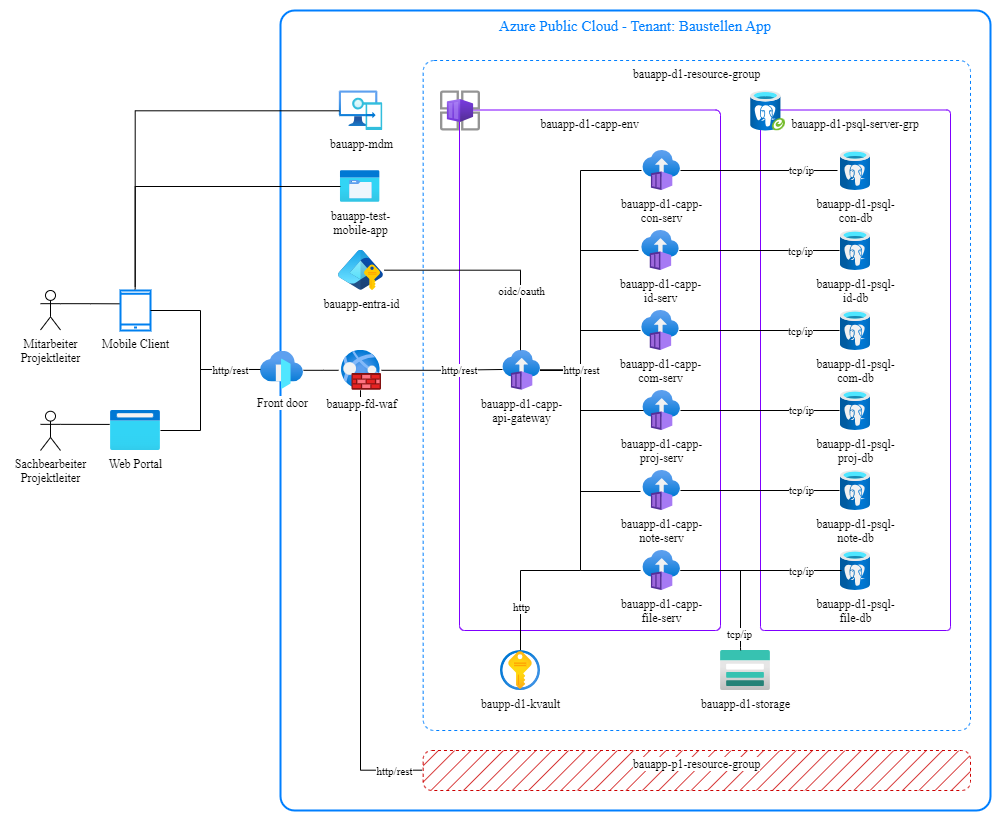 Azure Public Cloud - Tenant: Baustellen App
bauapp-d1-resource-group
bauapp-d1-capp-env
bauapp-d1-psql-server-grp
bauapp-mdm
bauapp-test-
mobile-app
bauapp-entra-id
oidc/oauth
Mitarbeiter
Projektleiter
Mobile Client
Sachbearbeiter
Projektleiter
Web Portal
http/rest
Front door
bauapp-fd-waf
http/rest
bauapp-d1-capp-
api-gateway
http/rest
bauapp-d1-capp-
con-serv
tcp/ip
bauapp-d1-psql-
con-db
bauapp-d1-capp-
id-serv
tcp/ip
bauapp-d1-psql-
id-db
bauapp-d1-capp-
com-serv
tcp/ip
bauapp-d1-psql-
com-db
bauapp-d1-capp-
proj-serv
tcp/ip
bauapp-d1-psql-
proj-db
bauapp-d1-capp-
note-serv
tcp/ip
bauapp-d1-psql-
note-db
bauapp-d1-capp-
file-serv
tcp/ip
bauapp-d1-psql-
file-db
http
tcp/ip
baupp-d1-kvault
bauapp-d1-storage
http/rest
bauapp-p1-resource-group